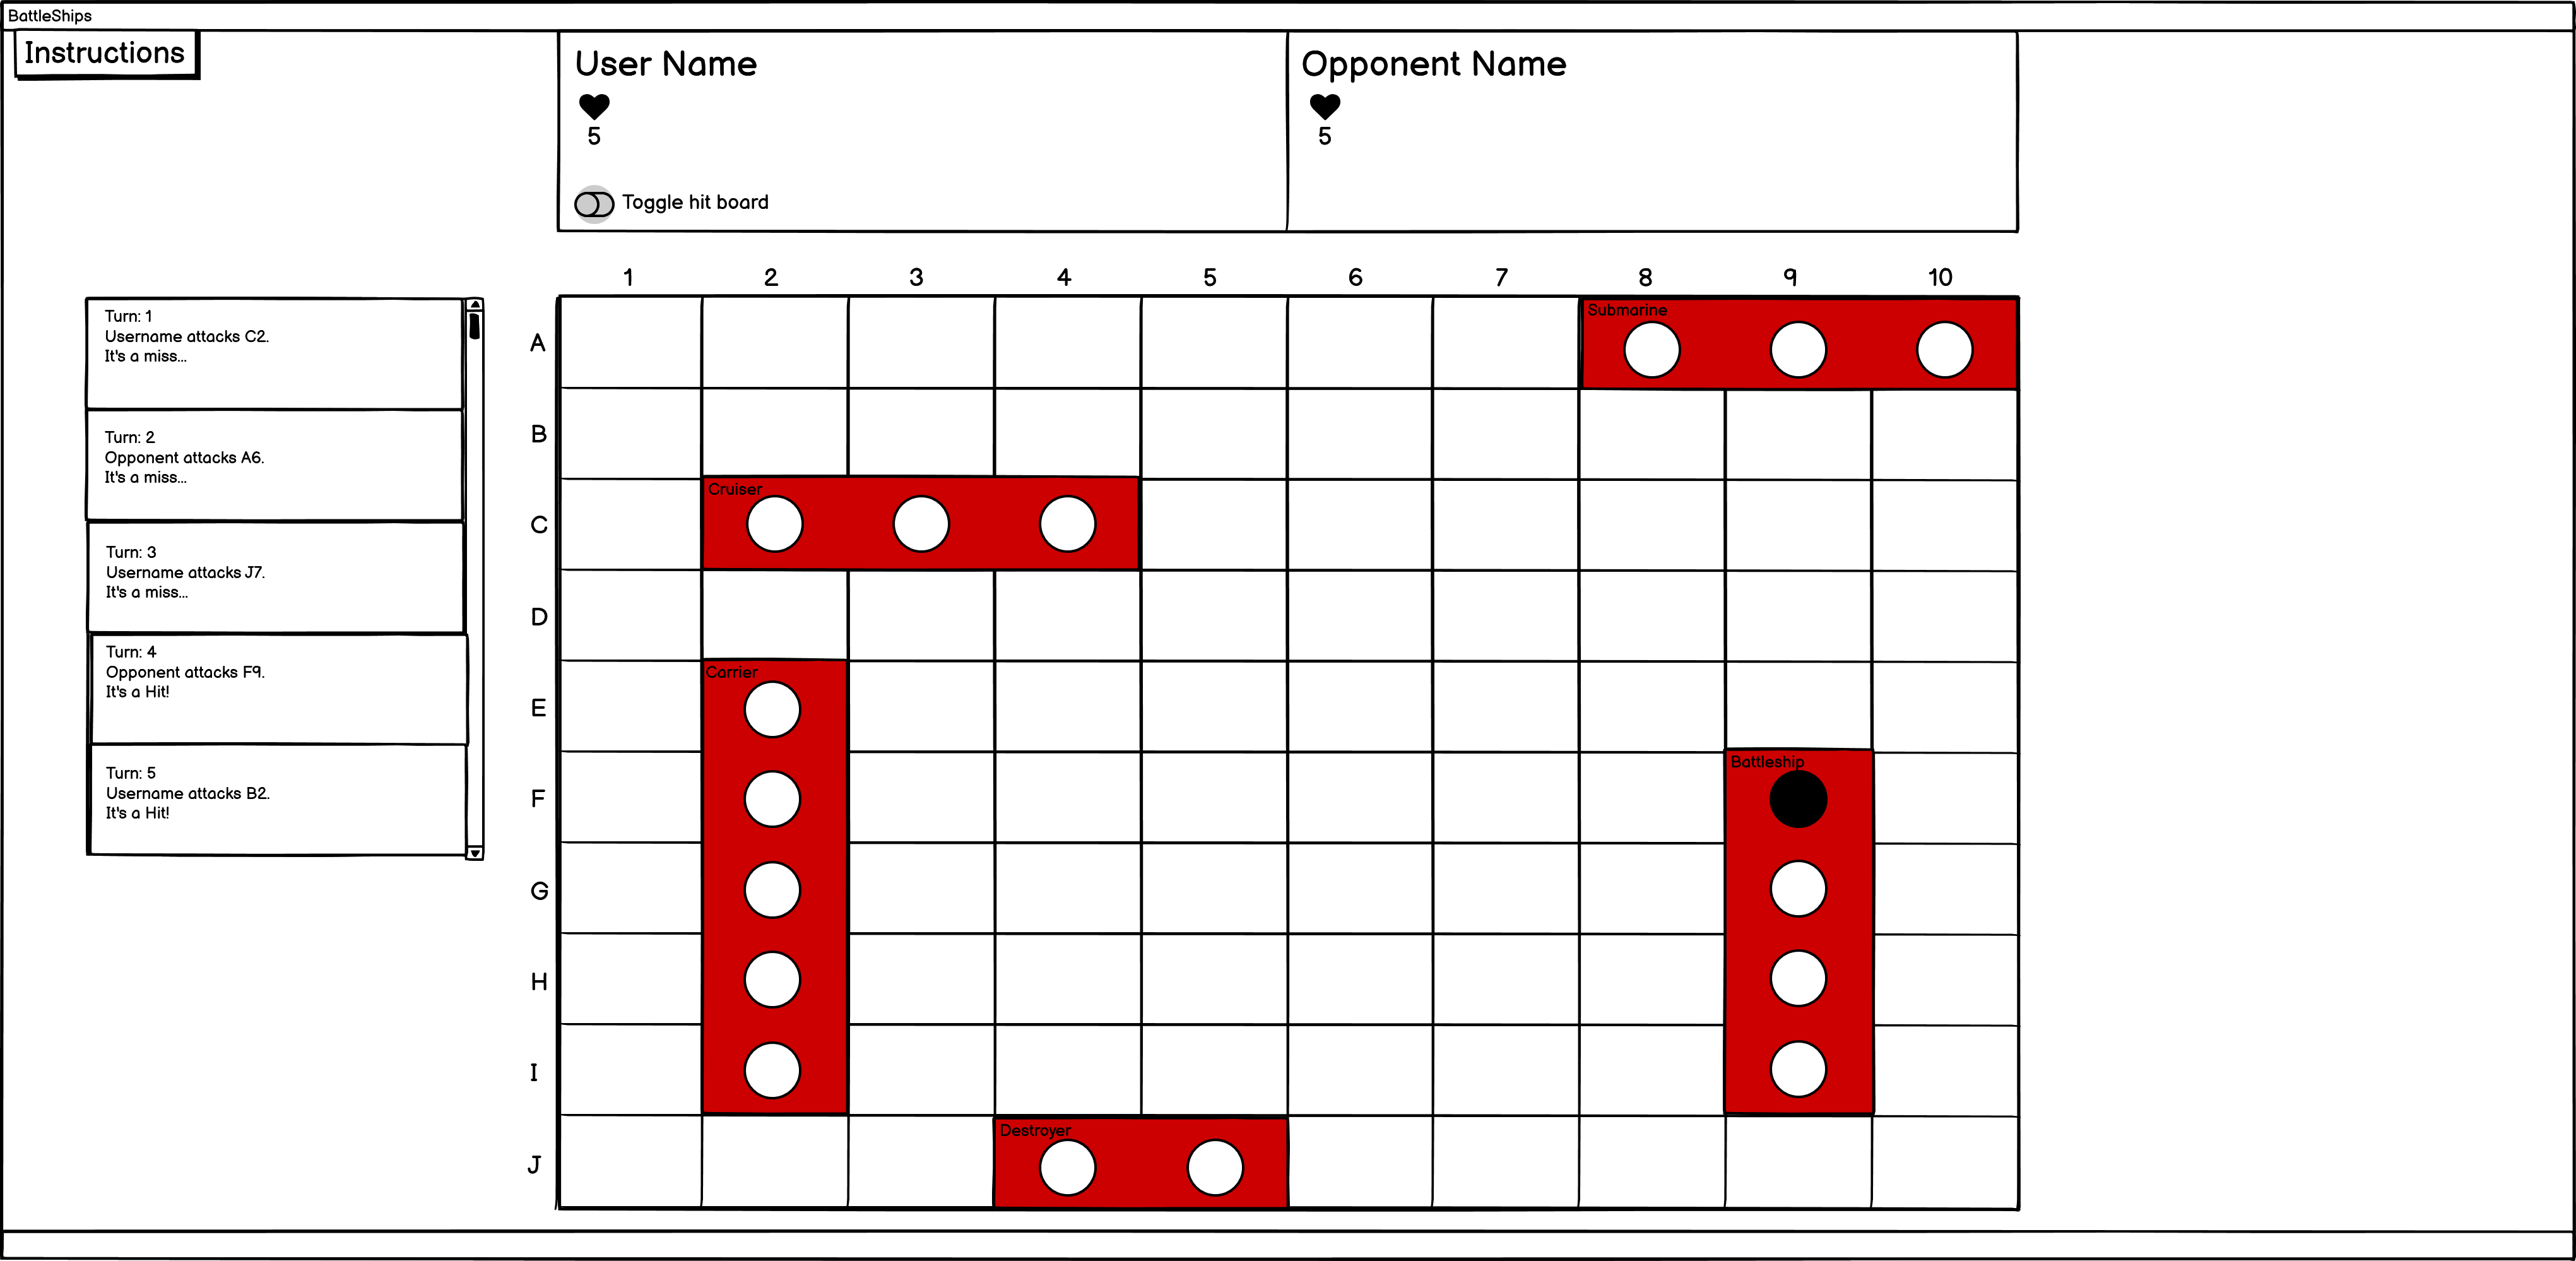 BattleShips
Instructions
User Name
5
Toggle hit board
Opponent Name
5
Turn: 1
Username attacks C2.
It's a miss...
Turn: 2
Opponent attacks A6.
It's a miss...
Turn: 3
Username attacks J7.
It's a miss...
Turn: 4
Opponent attacks F9.
It's a Hit!
Turn: 5
Username attacks B2.
It's a Hit!
1 2 3 4 5 6 7 8 9 10
A
Submarine
B
C
Cruiser
D
E
Carrier
F
Battleship
G
H
I
J
Destroyer